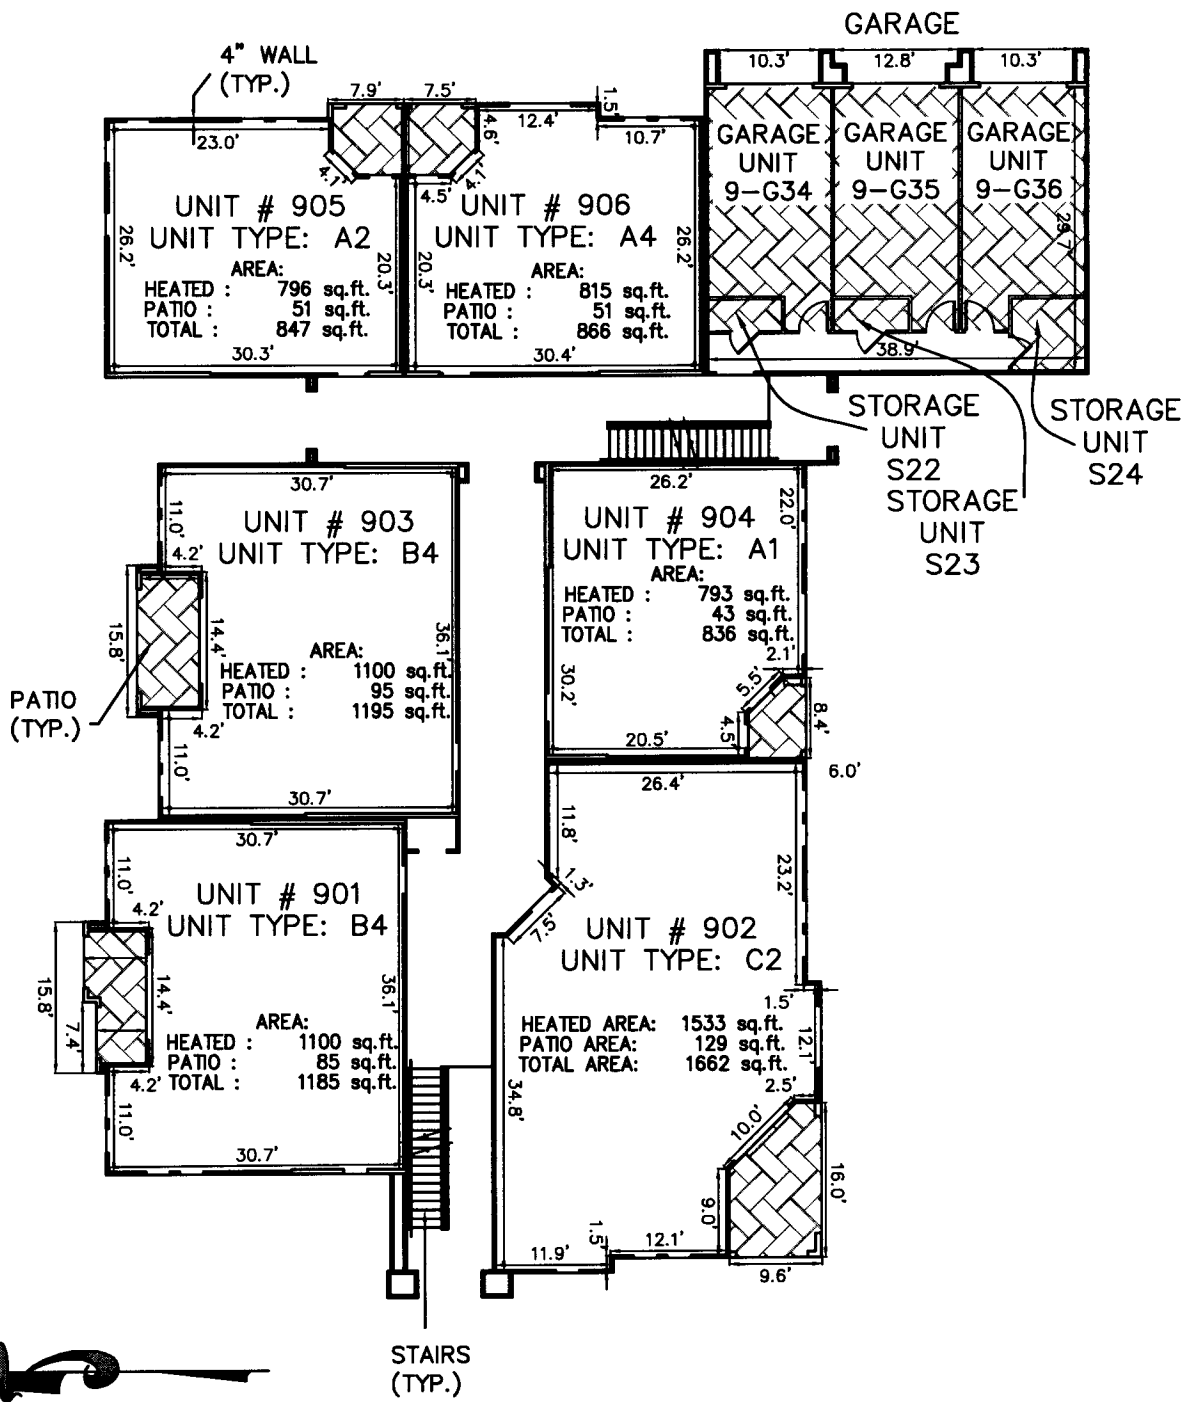 GARAGE
4" WALL
(TYP.)
10.3'
12.8'
10.3'
7.9'
7.5'
1.5'
23.0'
12.4'
4.6'
10.7'
4.1'
4.1'
4.5'
GARAGE
UNIT
9-G34
GARAGE
UNIT
9-G35
GARAGE
UNIT
9-G36
29.7'
38.9'
UNIT # 905
UNIT TYPE: A2
26.2'
20.3'
AREA:
HEATED : 796 sq.ft.
PATIO : 51 sq.ft.
TOTAL : 847 sq.ft.
30.3'
UNIT # 906
UNIT TYPE: A4
20.3'
26.2'
AREA:
HEATED : 815 sq.ft.
PATIO : 51 sq.ft.
TOTAL : 866 sq.ft.
30.4'
STORAGE
UNIT
S22
STORAGE
UNIT
S23
STORAGE
UNIT
S24
30.7'
11.0'
UNIT # 903
UNIT TYPE: B4
4.2'
15.8'
14.4'
36.1'
AREA:
HEATED : 1100 sq.ft.
PATIO : 95 sq.ft.
TOTAL : 1195 sq.ft.
4.2'
11.0'
30.7'
PATIO
(TYP.)
26.2'
22.0'
UNIT # 904
UNIT TYPE: A1
AREA:
HEATED : 793 sq.ft.
PATIO : 43 sq.ft.
TOTAL : 836 sq.ft.
2.1'
5.5'
30.2'
8.4'
4.5'
20.5'
6.0'
30.7'
11.0'
UNIT # 901
UNIT TYPE: B4
4.2'
15.8'
14.4'
7.4'
36.1'
AREA:
HEATED : 1100 sq.ft.
PATIO : 85 sq.ft.
TOTAL : 1185 sq.ft.
4.2'
11.0'
30.7'
26.4'
11.8'
23.2'
1.3'
7.5'
UNIT # 902
UNIT TYPE: C2
1.5'
HEATED AREA: 1533 sq.ft.
PATIO AREA: 129 sq.ft.
TOTAL AREA: 1662 sq.ft.
12.1'
2.5'
34.8'
10.0'
16.0'
9.0'
1.5'
12.1'
11.9'
9.6'
STAIRS
(TYP.)